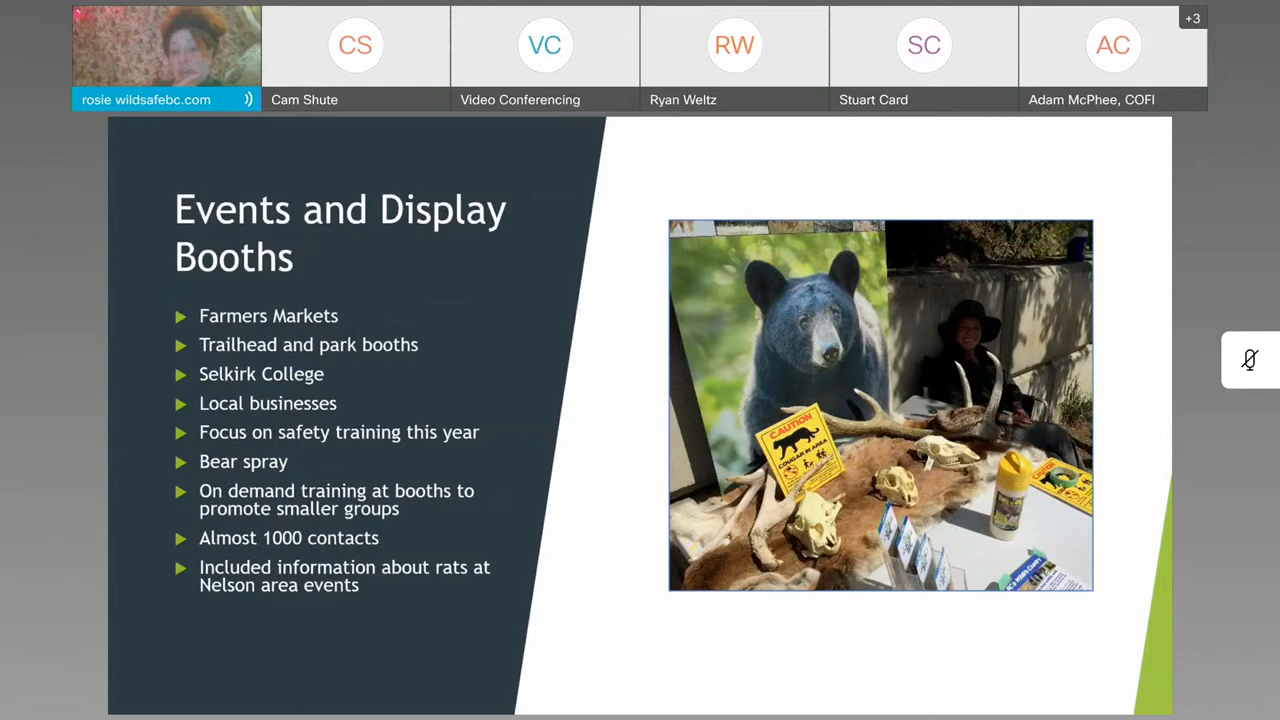 +3
rosie wildsafebc.com
Cam Shute
Video Conferencing
Ryan Weltz
Stuart Card
Adam McPhee, COFI
CS
VC
RW
SC
AC
Events and Display
Booths
Farmers Markets
Trailhead and park booths
Selkirk College
Local businesses
Focus on safety training this year
Bear spray
On demand training at booths to
promote smaller groups
Almost 1000 contacts
Included information about rats at
Nelson area events
CAUTION
COUGAR IN AREA